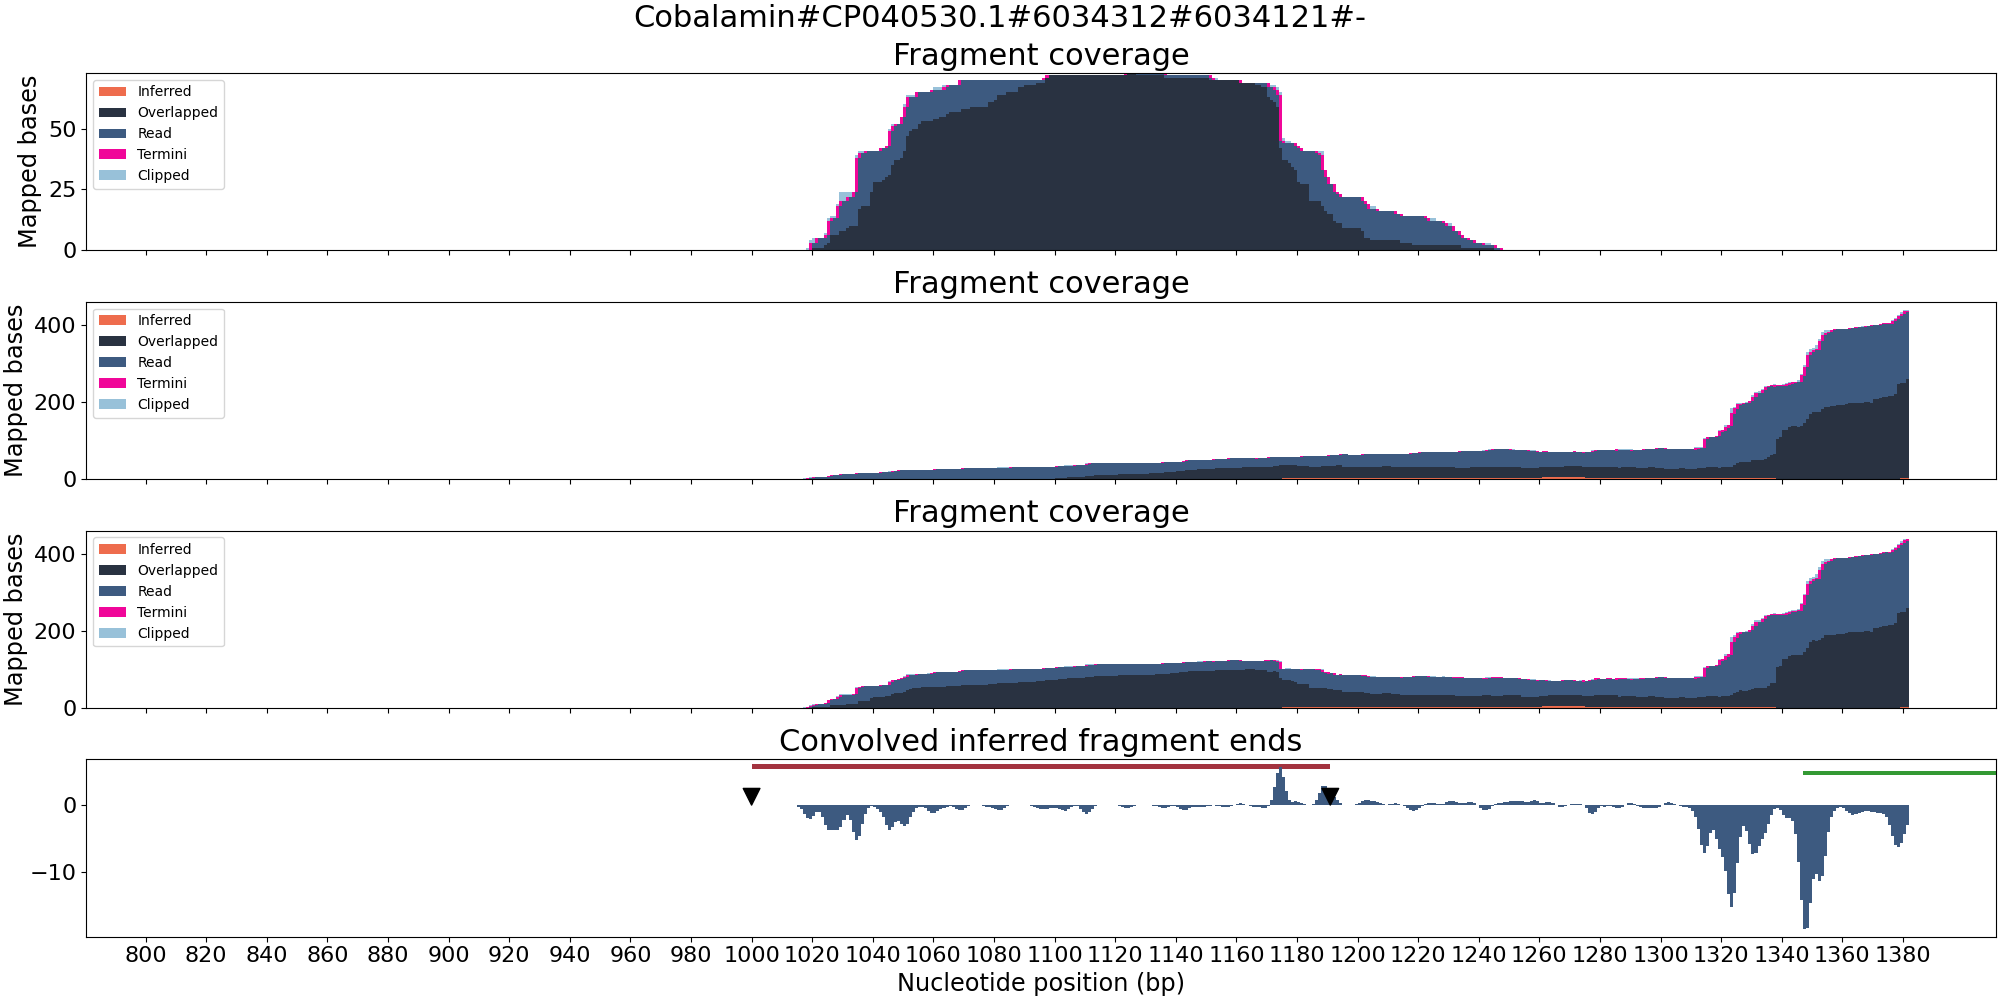 Cobalamin#CP040530.1#6034312#6034121#-
Fragment coverage
Mapped bases
50
25
0
Inferred
Overlapped
Read
Termini
Clipped
Fragment coverage
Mapped bases
400
200
0
Inferred
Overlapped
Read
Termini
Clipped
Fragment coverage
Mapped bases
400
200
0
Inferred
Overlapped
Read
Termini
Clipped
Convolved inferred fragment ends
0
−10
800 820 840 860 880 900 920 940 960 980 1000 1020 1040 1060 1080 1100 1120 1140 1160 1180 1200 1220 1240 1260 1280 1300 1320 1340 1360 1380
Nucleotide position (bp)